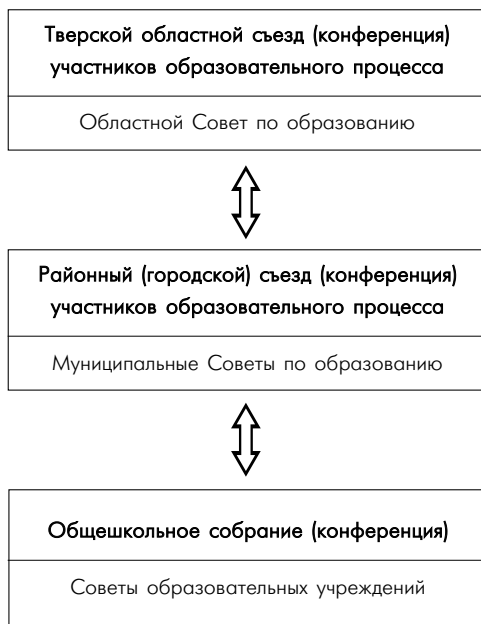 Тверской областной съезд (конференция)
участников образовательного процесса
Областной Совет по образованию
Районный (городской) съезд (конференция)
участников образовательного процесса
Муниципальные Советы по образованию
Общешкольное собрание (конференция)
Советы образовательных учреждений